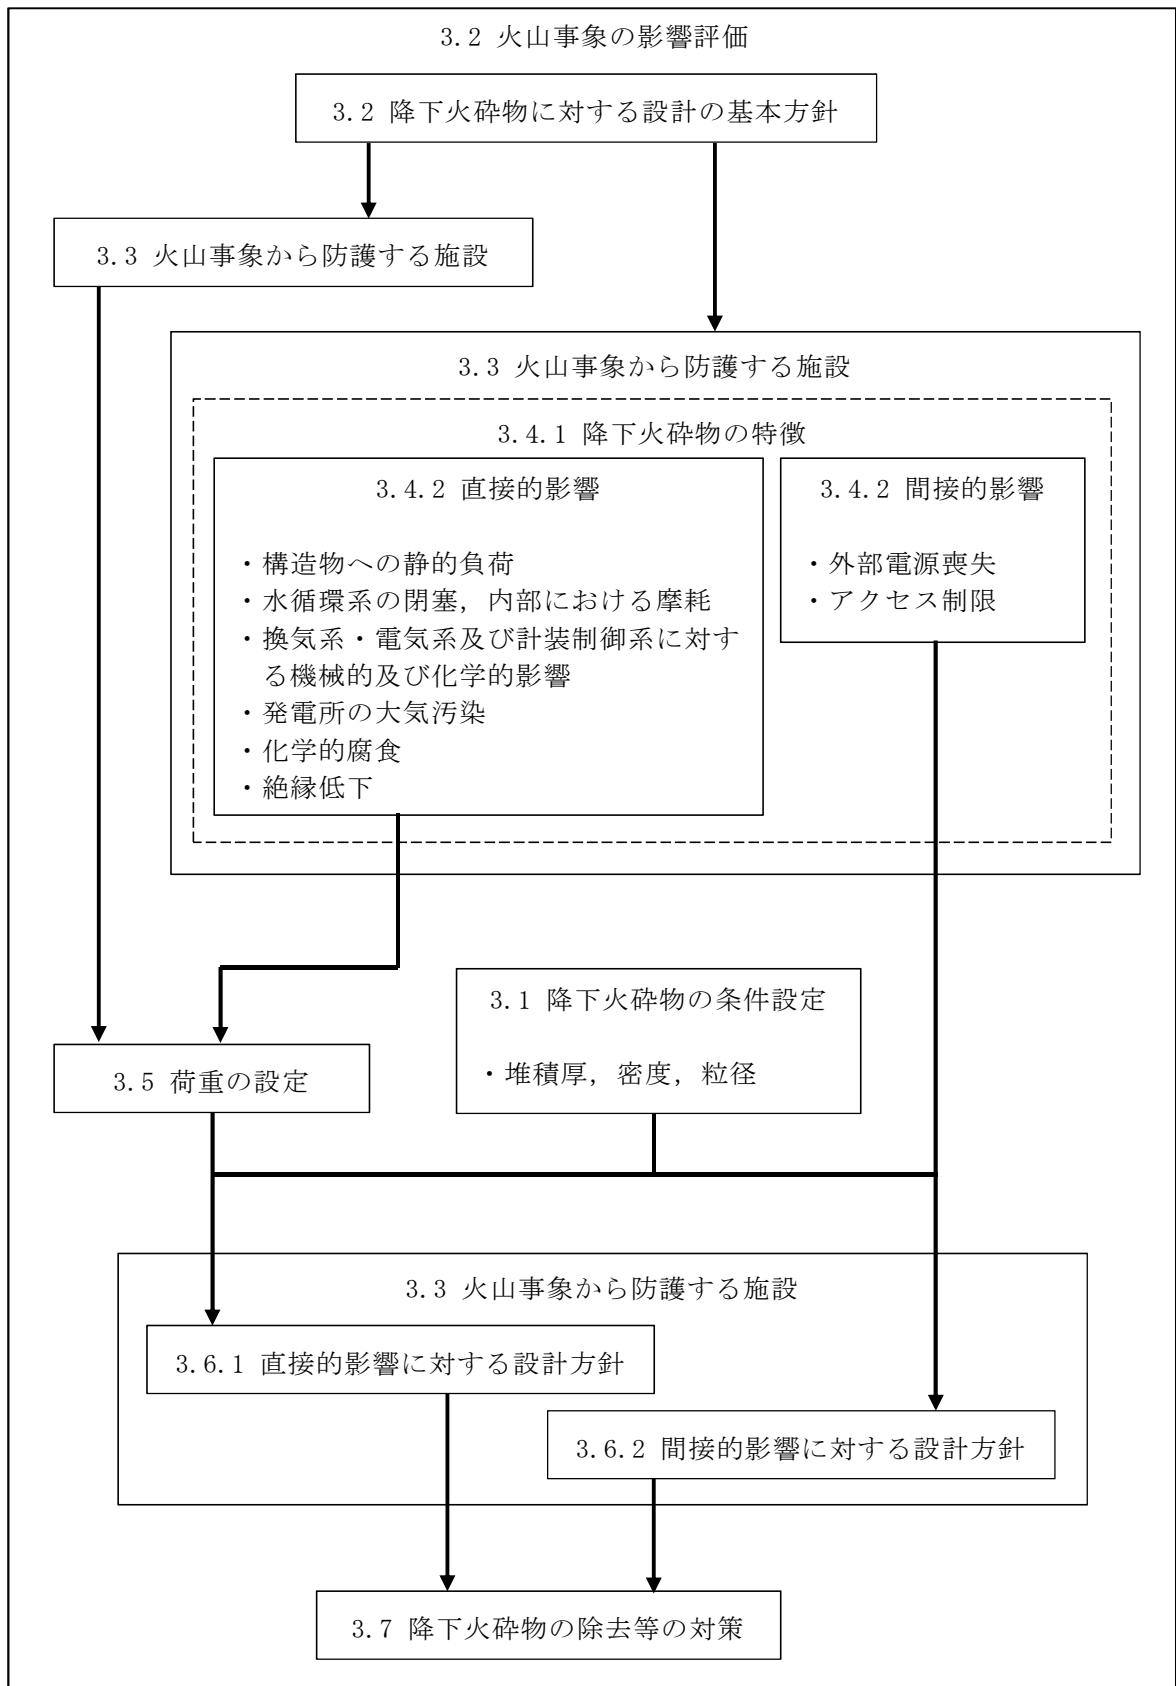 3.2 火山事象の影響評価
3.2 降下火砕物に対する設計の基本方針
3.3 火山事象から防護する施設
3.3 火山事象から防護する施設
3.4.1 降下火砕物の特徴
3.4.2 直接的影響
・構造物への静的負荷
・水循環系の閉塞，内部における摩耗
・換気系・電気系及び計装制御系に対す
る機械的及び化学的影響
・発電所の大気汚染
・化学的腐食
・絶縁低下
3.4.2 間接的影響
・外部電源喪失
・アクセス制限
3.1 降下火砕物の条件設定
・堆積厚，密度，粒径
3.5 荷重の設定
3.3 火山事象から防護する施設
3.6.1 直接的影響に対する設計方針
3.6.2 間接的影響に対する設計方針
3.7 降下火砕物の除去等の対策